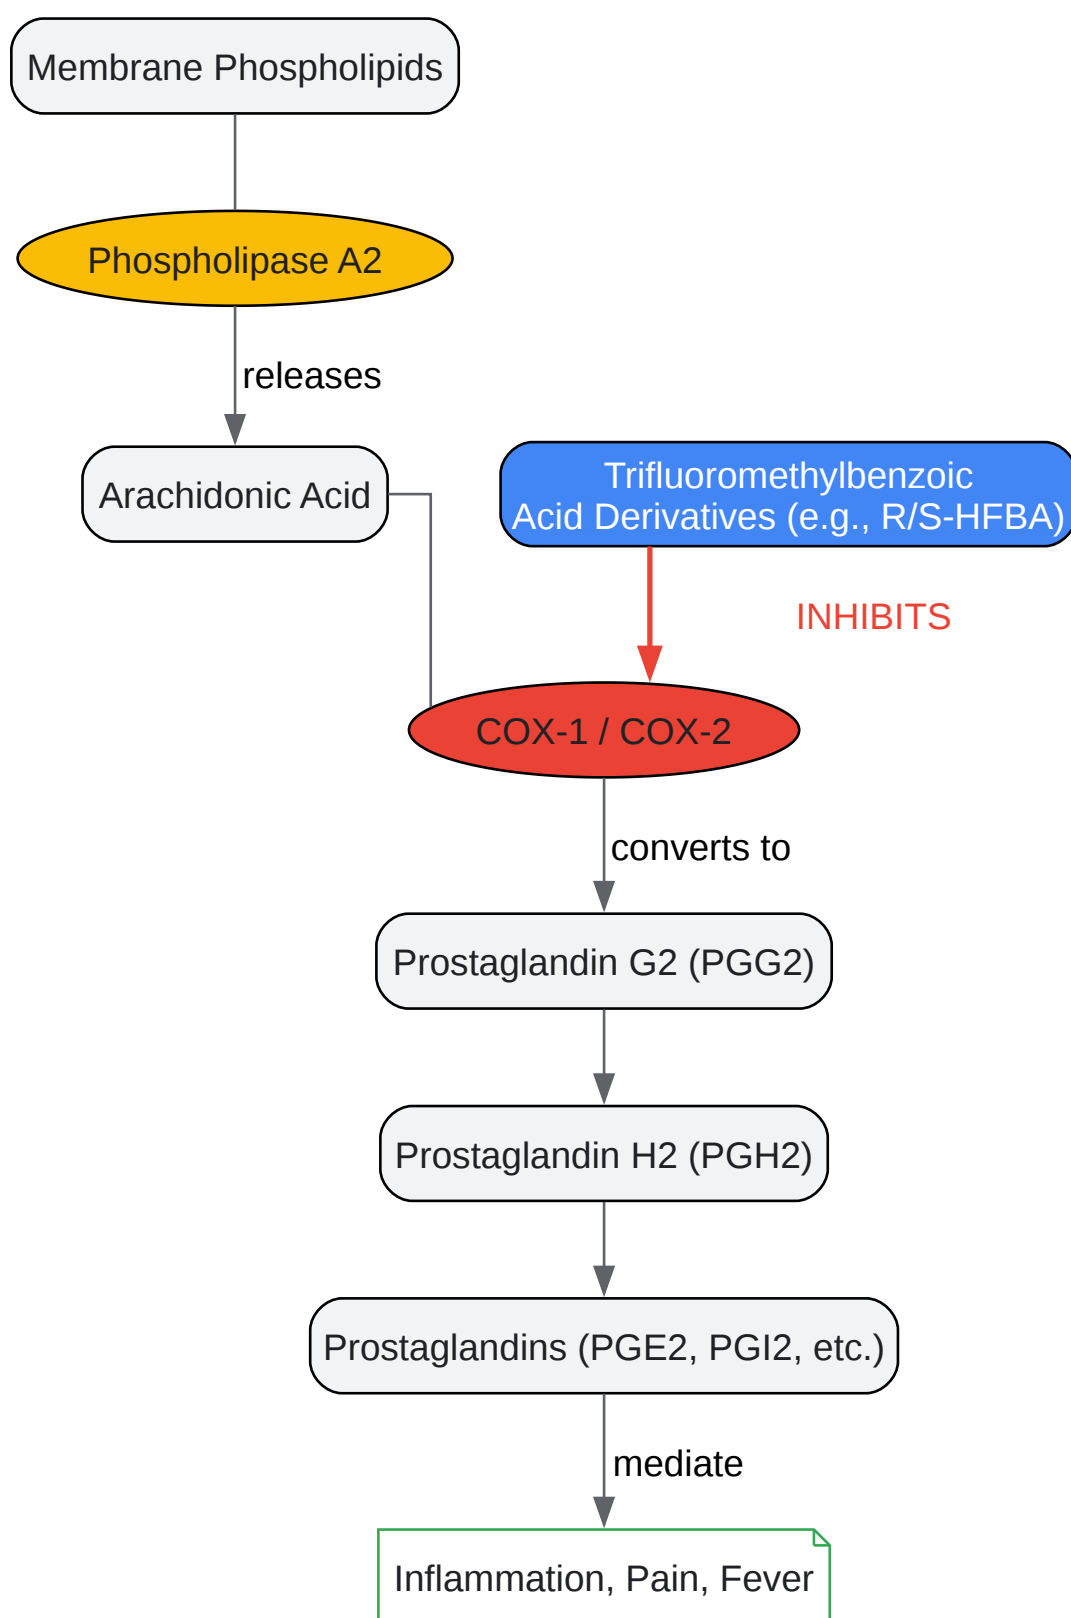 Membrane Phospholipids
Phospholipase A2
releases
Arachidonic Acid
Trifluoromethylbenzoic
Acid Derivatives (e.g., R/S-HFBA)
INHIBITS
COX-1 / COX-2
converts to
Prostaglandin G2 (PGG2)
Prostaglandin H2 (PGH2)
Prostaglandins (PGE2, PGI2, etc.)
mediate
Inflammation, Pain, Fever